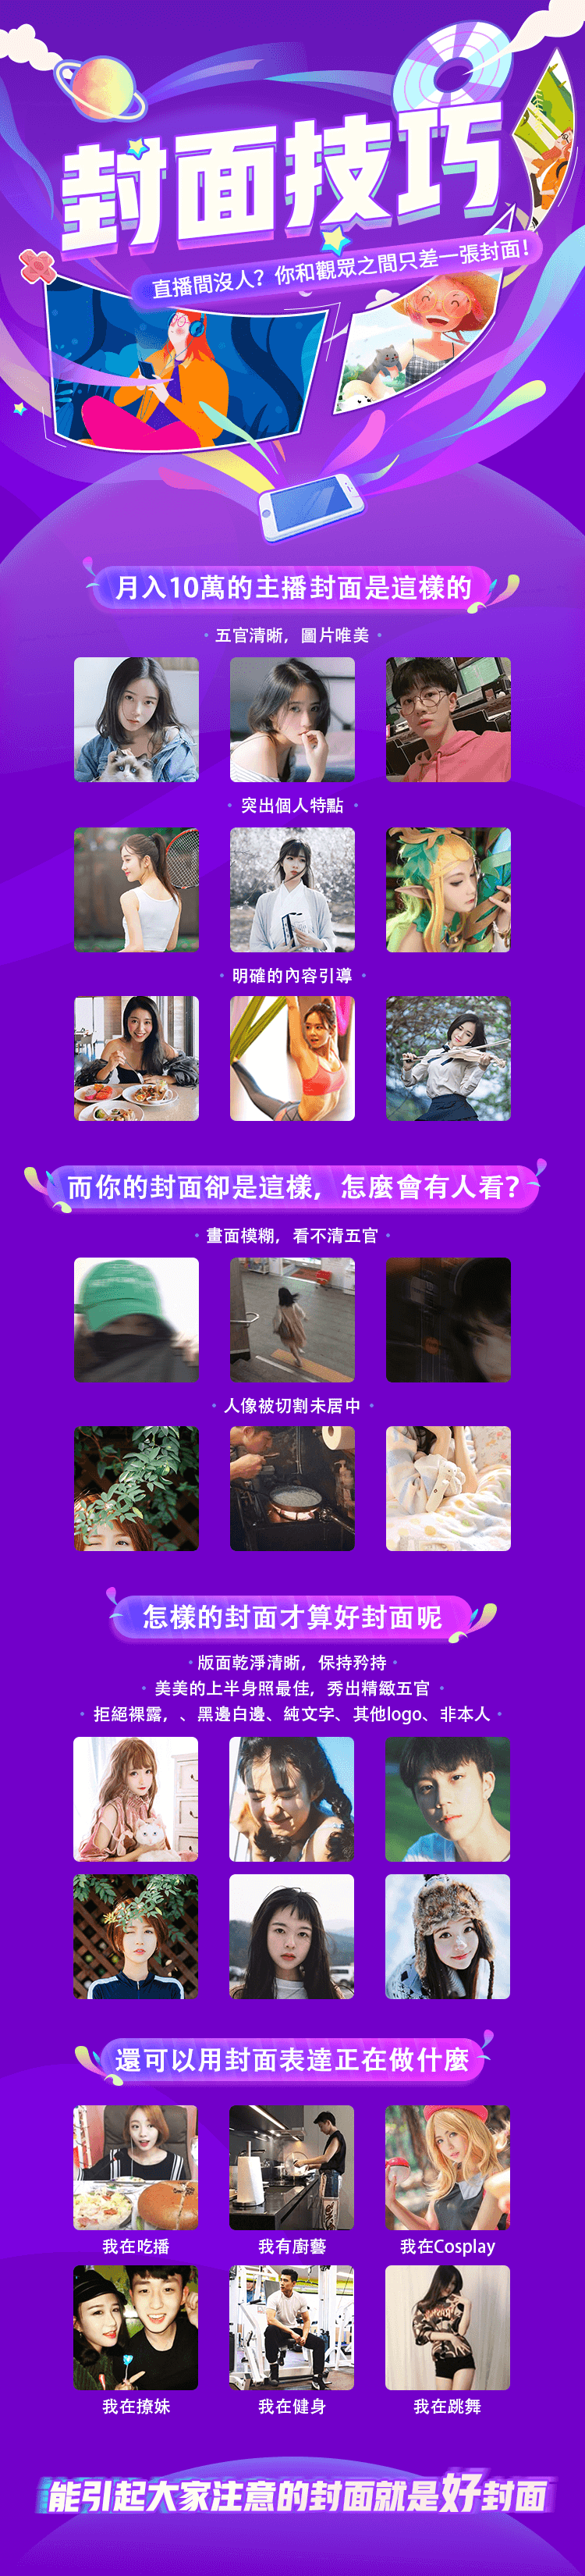 封面技巧
直播間沒人？你和觀眾之間只差一張封面！
月入10萬的主播封面是這樣的
· 五官清晰，圖片唯美 ·
· 突出個人特點 ·
· 明確的內容引導 ·
而你的封面卻是這樣，怎麼會有人看？
· 畫面模糊，看不清五官 ·
· 人像被切割未居中 ·
怎樣的封面才算好封面呢
· 版面乾淨清晰，保持矜持 ·
· 美美的上半身照最佳，秀出精緻五官 ·
· 拒絕裸露，、黑邊白邊、純文字、其他logo、非本人 ·
還可以用封面表達正在做什麼
我在吃播
我有廚藝
我在Cosplay
我在撩妹
我在健身
我在跳舞
能引起大家注意的封面就是好封面